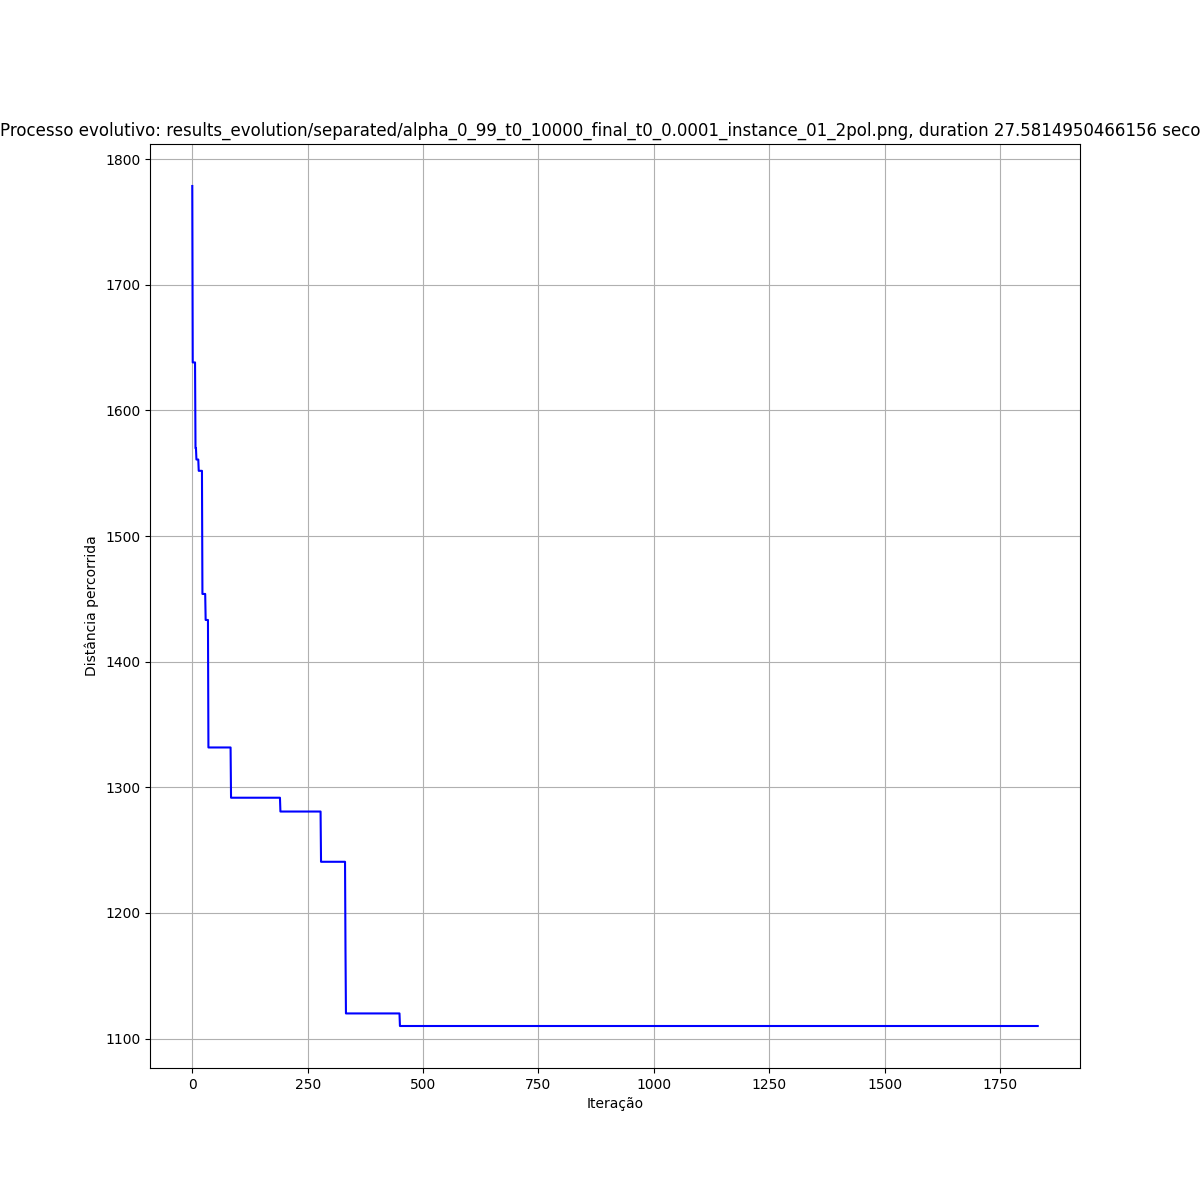 Processo evolutivo: results_evolution/separated/alpha_0_99_t0_10000_final_t0_0.0001_instance_01_2pol.png, duration 27.5814950466156 seco
1800
1700
1600
1500
1400
1300
1200
1100
Distância percorrida
0 250 500 750 1000 1250 1500 1750
Iteração